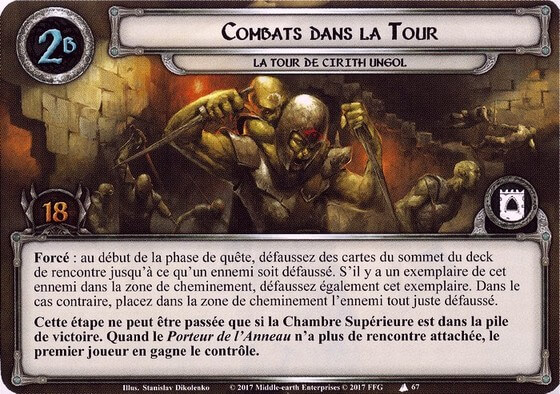 2B
COMBATS DANS LA TOUR
LA TOUR DE CIRITH UNGOL
18
Forcé : au début de la phase de quête, défaussez des cartes du sommet du deck
de rencontre jusqu'à ce qu'un ennemi soit défaussé. S'il y a un exemplaire de cet
ennemi dans la zone de cheminement, défaussez également cet exemplaire. Dans le
cas contraire, placez dans la zone de cheminement l'ennemi tout juste défaussé.
Cette étape ne peut être passée que si la Chambre Supérieure est dans la pile
de victoire. Quand le Porteur de l'Anneau n'a plus de rencontre attachée, le
premier joueur en gagne le contrôle.
Illus. Stanislav Dikolenko © 2017 Middle-earth Enterprises © 2017 FFG 67